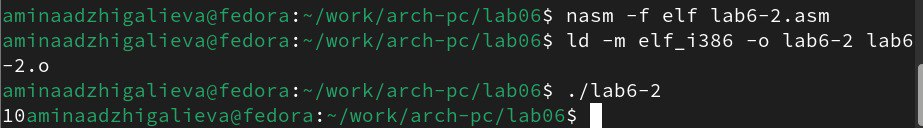 aminaadzhigalieva@fedora:~/work/arch-pc/lab06$ nasm -f elf lab6-2.asm
aminaadzhigalieva@fedora:~/work/arch-pc/lab06$ ld -m elf_i386 -o lab6-2 lab6
-2.o
aminaadzhigalieva@fedora:~/work/arch-pc/lab06$ ./lab6-2
10aminaadzhigalieva@fedora:~/work/arch-pc/lab06$